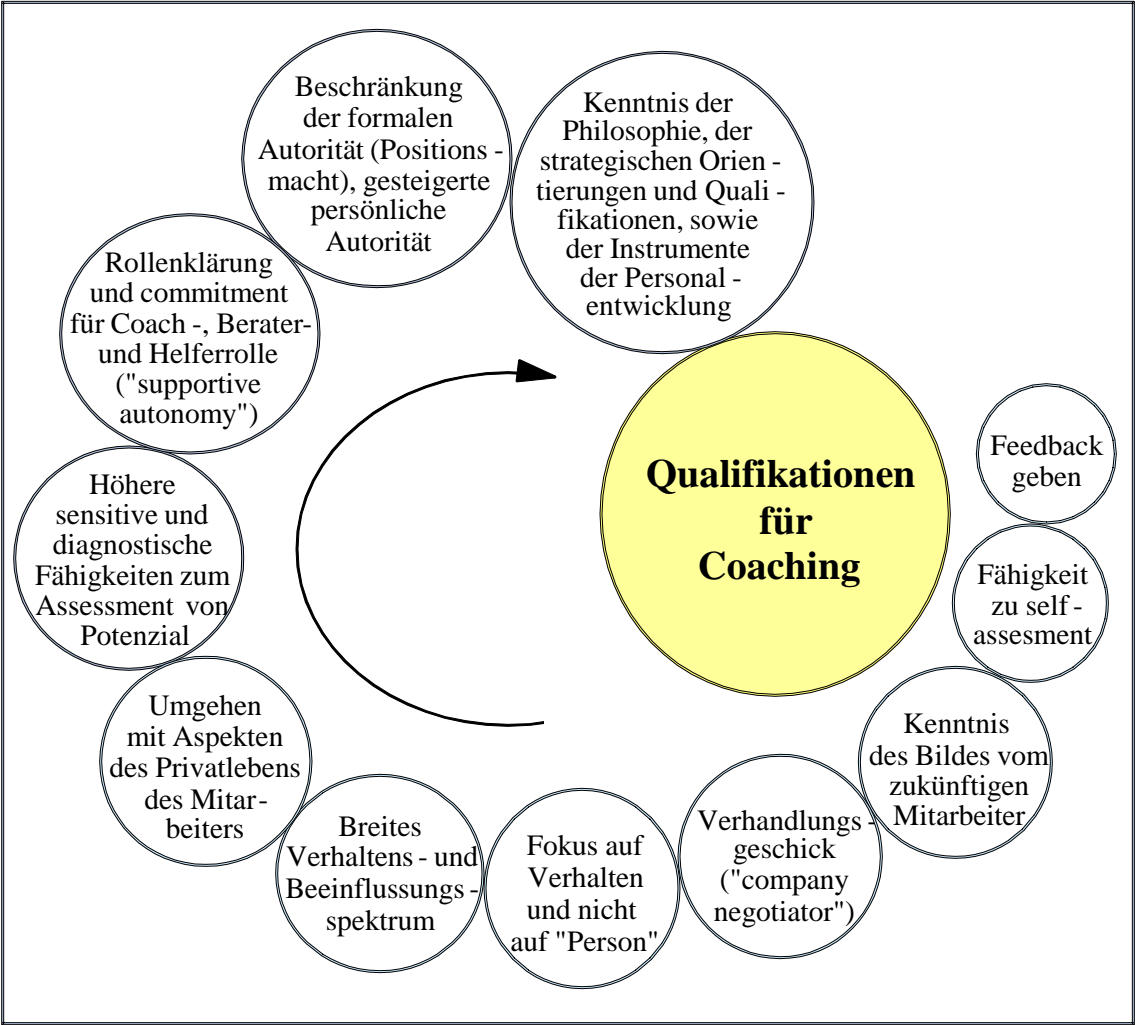 Beschränkung
der formalen
Autorität (Positions -
macht), gesteigerte
persönliche
Autorität
Kenntnis der
Philosophie, der
strategischen Orien -
tierungen und Quali -
fikationen, sowie
der Instrumente
der Personal -
entwicklung
Rollenklärung
und commitment
für Coach -, Berater-
und Helferrolle
("supportive
autonomy")
Höhere
sensitive und
diagnostische
Fähigkeiten zum
Assessment von
Potenzial
Umgehen
mit Aspekten
des Privatlebens
des Mitar-
beiters
Breites
Verhaltens - und
Beeinflussungs -
spektrum
Fokus auf
Verhalten
und nicht
auf "Person"
Verhandlungs -
geschick
("company
negotiator")
Kenntnis
des Bildes vom
zukünftigen
Mitarbeiter
Fähigkeit
zu self -
assesment
Feedback
geben
Qualifikationen
für
Coaching